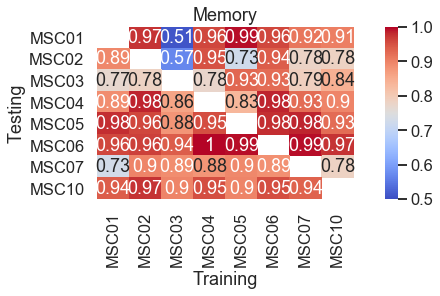 Memory
MSC01 0.97 0.51 0.96 0.99 0.96 0.92 0.91
MSC02 0.89 0.57 0.95 0.73 0.94 0.78 0.78
MSC03 0.77 0.78 0.78 0.93 0.93 0.79 0.84
MSC04 0.89 0.98 0.86 0.83 0.98 0.93 0.9
MSC05 0.98 0.96 0.88 0.95 0.98 0.98 0.93
MSC06 0.96 0.96 0.94 1 0.99 0.99 0.97
MSC07 0.73 0.9 0.89 0.88 0.9 0.89 0.78
MSC10 0.94 0.97 0.9 0.95 0.9 0.95 0.94
Testing
MSC01 MSC02 MSC03 MSC04 MSC05 MSC06 MSC07 MSC10
Training
1.0
0.9
0.8
0.7
0.6
0.5